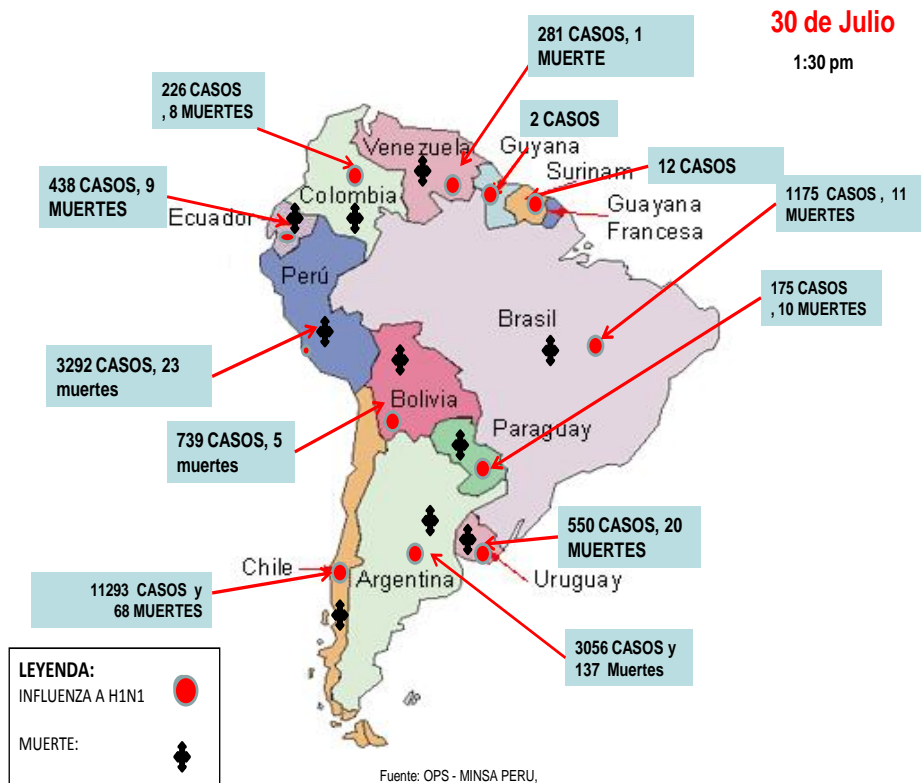 30 de Julio
1:30 pm
281 CASOS, 1
MUERTE
226 CASOS
, 8 MUERTES
2 CASOS
Venezuela
Guyana
Surinam
12 CASOS
438 CASOS, 9
MUERTES
Colombia
Ecuador
Guayana
Francesa
1175 CASOS , 11
MUERTES
Perú
175 CASOS
, 10 MUERTES
Brasil
3292 CASOS, 23
muertes
Bolivia
739 CASOS, 5
muertes
Paraguay
550 CASOS, 20
MUERTES
Chile
Argentina
Uruguay
11293 CASOS y
68 MUERTES
3056 CASOS y
137 Muertes
LEYENDA:
INFLUENZA A H1N1
MUERTE:
Fuente: OPS - MINSA PERU,